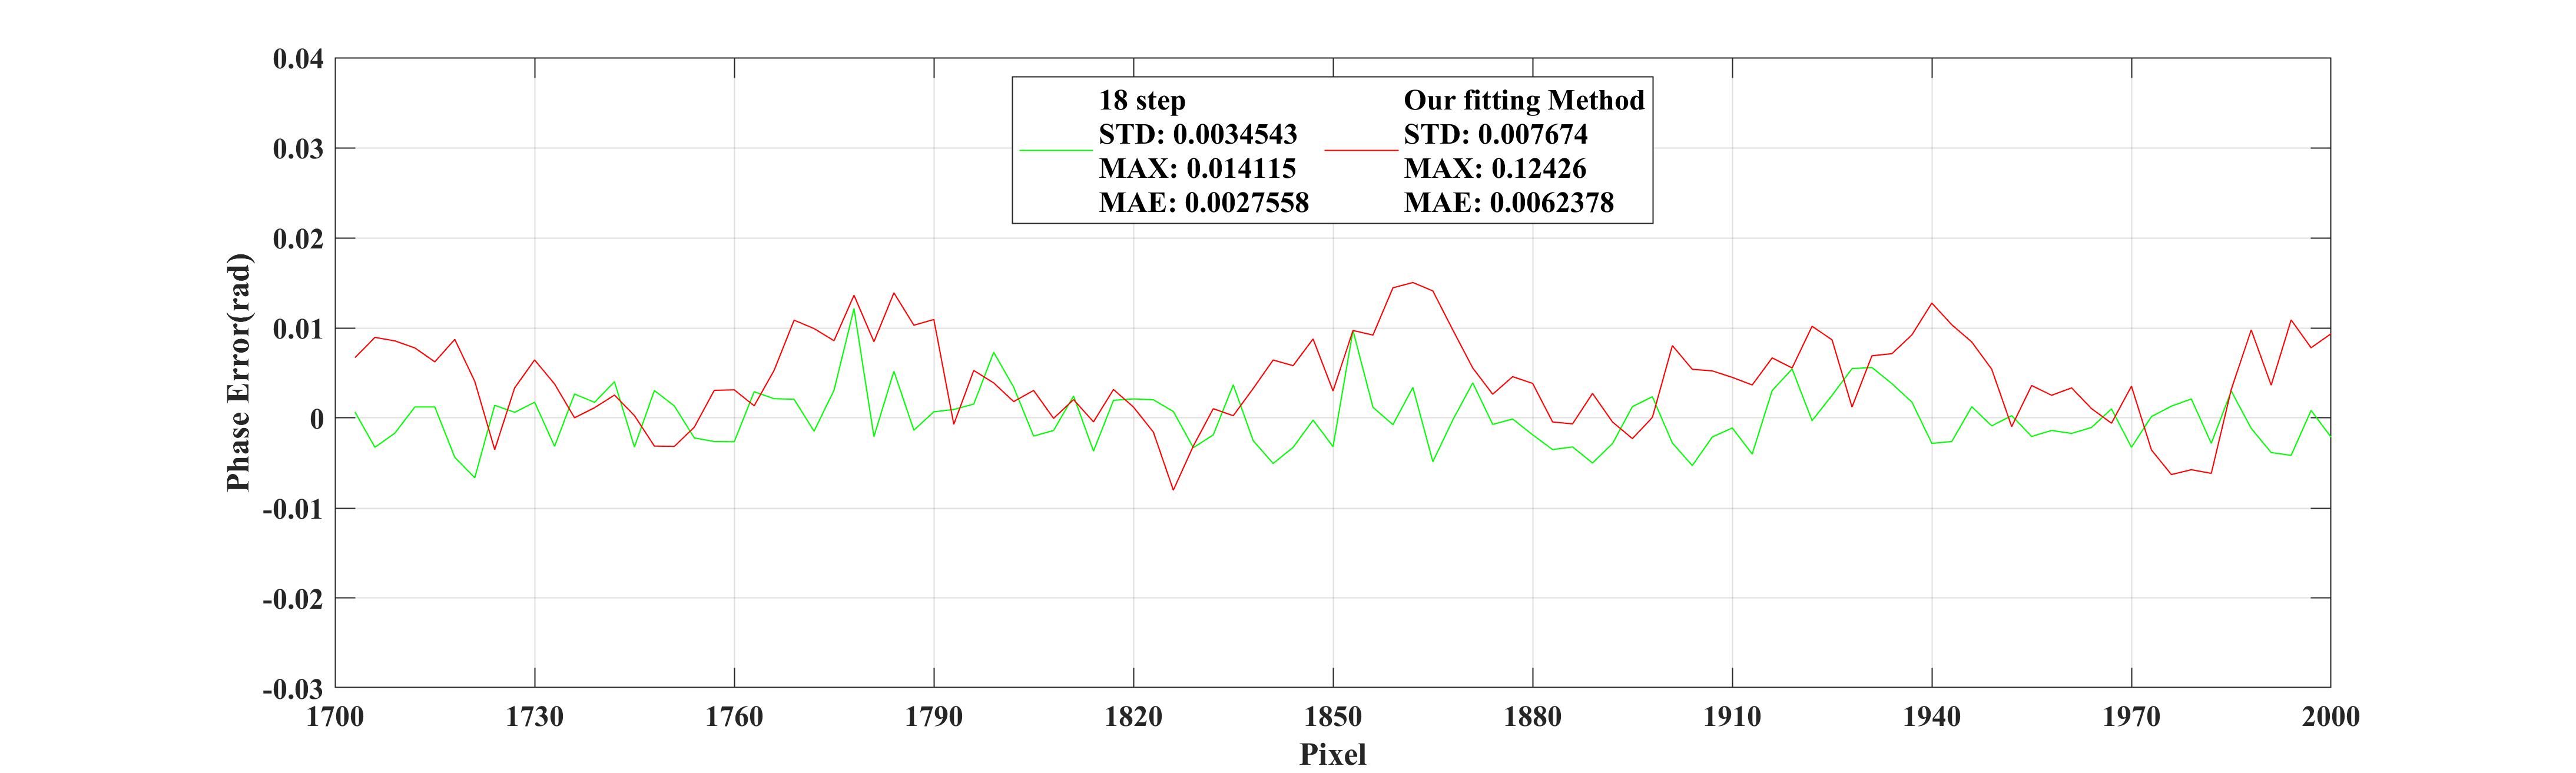 0.04
0.03
0.02
0.01
0
-0.01
-0.02
-0.03
Phase Error(rad)
18 step
STD: 0.0034543
MAX: 0.014115
MAE: 0.0027558
Our fitting Method
STD: 0.007674
MAX: 0.12426
MAE: 0.0062378
1700 1730 1760 1790 1820 1850 1880 1910 1940 1970 2000
Pixel